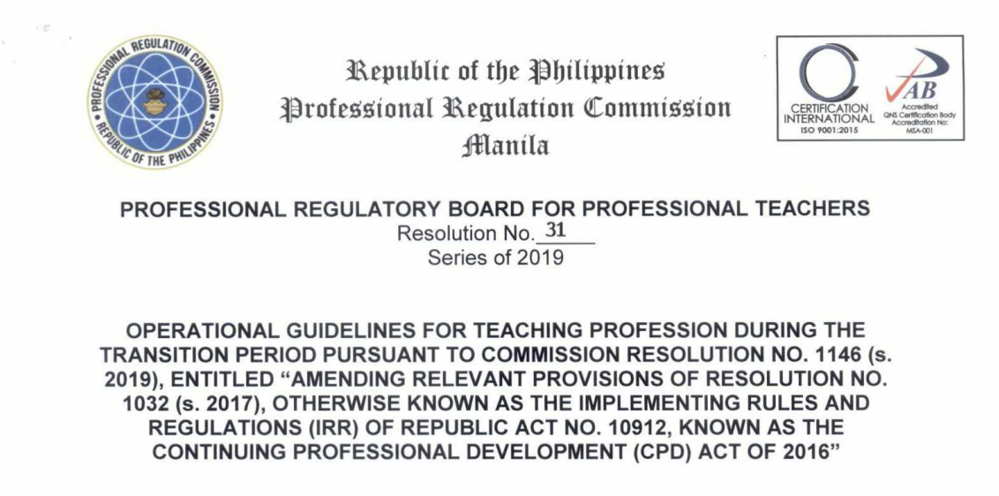 PROFESSIONAL REGULATION COMMISSION
REPUBLIC OF THE PHILIPPINES
Republic of the Philippines
Professional Regulation Commission
Manila
CERTIFICATION
INTERNATIONAL
ISO 9001:2015
AB
Accredited
QNS Certification Body
Accreditation No:
MSA-001
PROFESSIONAL REGULATORY BOARD FOR PROFESSIONAL TEACHERS
Resolution No. 31
Series of 2019
OPERATIONAL GUIDELINES FOR TEACHING PROFESSION DURING THE
TRANSITION PERIOD PURSUANT TO COMMISSION RESOLUTION NO. 1146 (s.
2019), ENTITLED “AMENDING RELEVANT PROVISIONS OF RESOLUTION NO.
1032 (s. 2017), OTHERWISE KNOWN AS THE IMPLEMENTING RULES AND
REGULATIONS (IRR) OF REPUBLIC ACT NO. 10912, KNOWN AS THE
CONTINUING PROFESSIONAL DEVELOPMENT (CPD) ACT OF 2016”